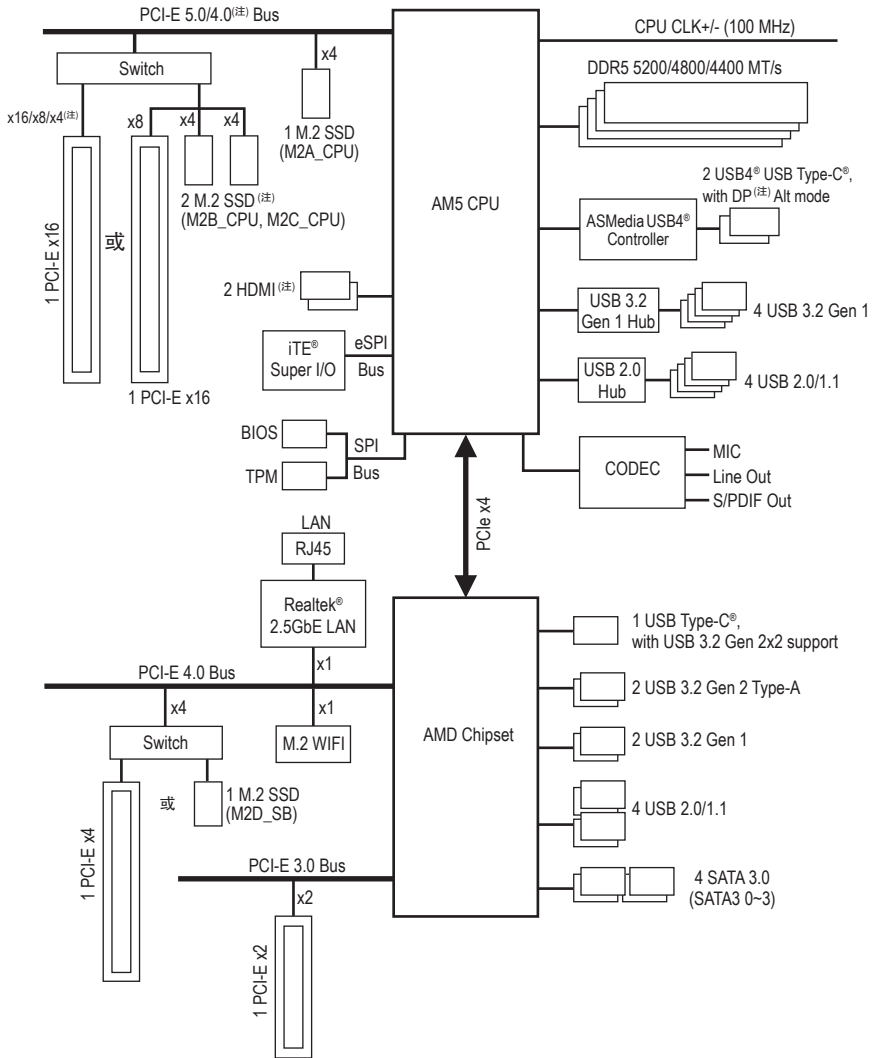 PCI-E 5.0/4.0(注) Bus
CPU CLK+/- (100 MHz)
x4
Switch
DDR5 5200/4800/4400 MT/s
x16/x8/x4(注)
x8
x4
x4
1 M.2 SSD
(M2A_CPU)
2 M.2 SSD(注)
(M2B_CPU, M2C_CPU)
1 PCI-E x16
或
1 PCI-E x16
AM5 CPU
2 USB4® USB Type-C®,
with DP(注) Alt mode
ASMedia USB4®
Controller
2 HDMI(注)
USB 3.2
Gen 1 Hub
4 USB 3.2 Gen 1
iTE®
Super I/O
eSPI
Bus
USB 2.0
Hub
4 USB 2.0/1.1
BIOS
TPM
SPI
Bus
CODEC
MIC
Line Out
S/PDIF Out
PCIe x4
LAN
RJ45
Realtek®
2.5GbE LAN
x1
PCI-E 4.0 Bus
x4
x1
Switch
M.2 WIFI
AMD Chipset
1 USB Type-C®,
with USB 3.2 Gen 2x2 support
2 USB 3.2 Gen 2 Type-A
2 USB 3.2 Gen 1
1 PCI-E x4
或
1 M.2 SSD
(M2D_SB)
4 USB 2.0/1.1
PCI-E 3.0 Bus
x2
1 PCI-E x2
4 SATA 3.0
(SATA3 0~3)